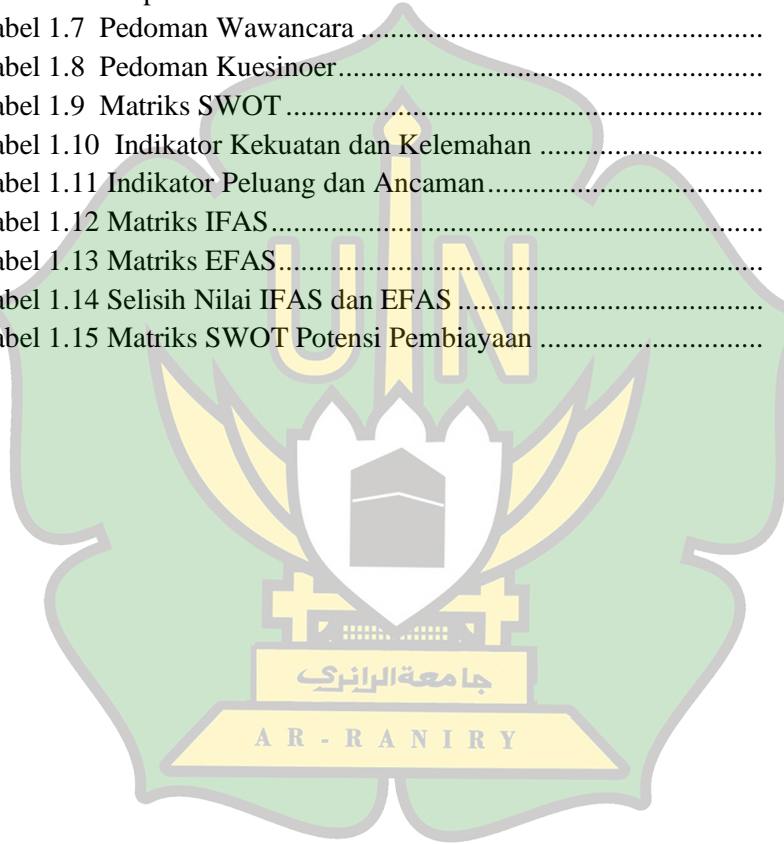 abel 1.7 Pedoman Wawancara ......................................................
abel 1.8 Pedoman Kuesinoer.........................................................
abel 1.9 Matriks SWOT ................................................................
abel 1.10 Indikator Kekuatan dan Kelemahan ..............................
abel 1.11 Indikator Peluang dan Ancaman.....................................
abel 1.12 Matriks IFAS..................................................................
abel 1.13 Matriks EFAS.................................................................
abel 1.14 Selisih Nilai IFAS dan EFAS .........................................
abel 1.15 Matriks SWOT Potensi Pembiayaan ..............................
UIN
جامعةالرانري
AR-RANIRY